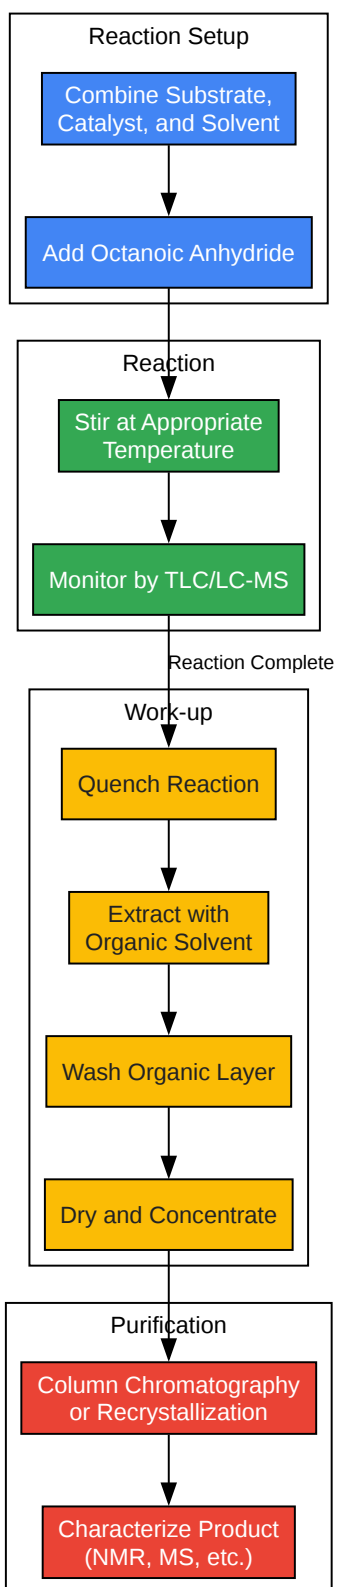 Reaction Setup
Combine Substrate,
Catalyst, and Solvent
Add Octanoic Anhydride
Reaction
Stir at Appropriate
Temperature
Monitor by TLC/LC-MS
Reaction Complete
Work-up
Quench Reaction
Extract with
Organic Solvent
Wash Organic Layer
Dry and Concentrate
Purification
Column Chromatography
or Recrystallization
Characterize Product
(NMR, MS, etc.)